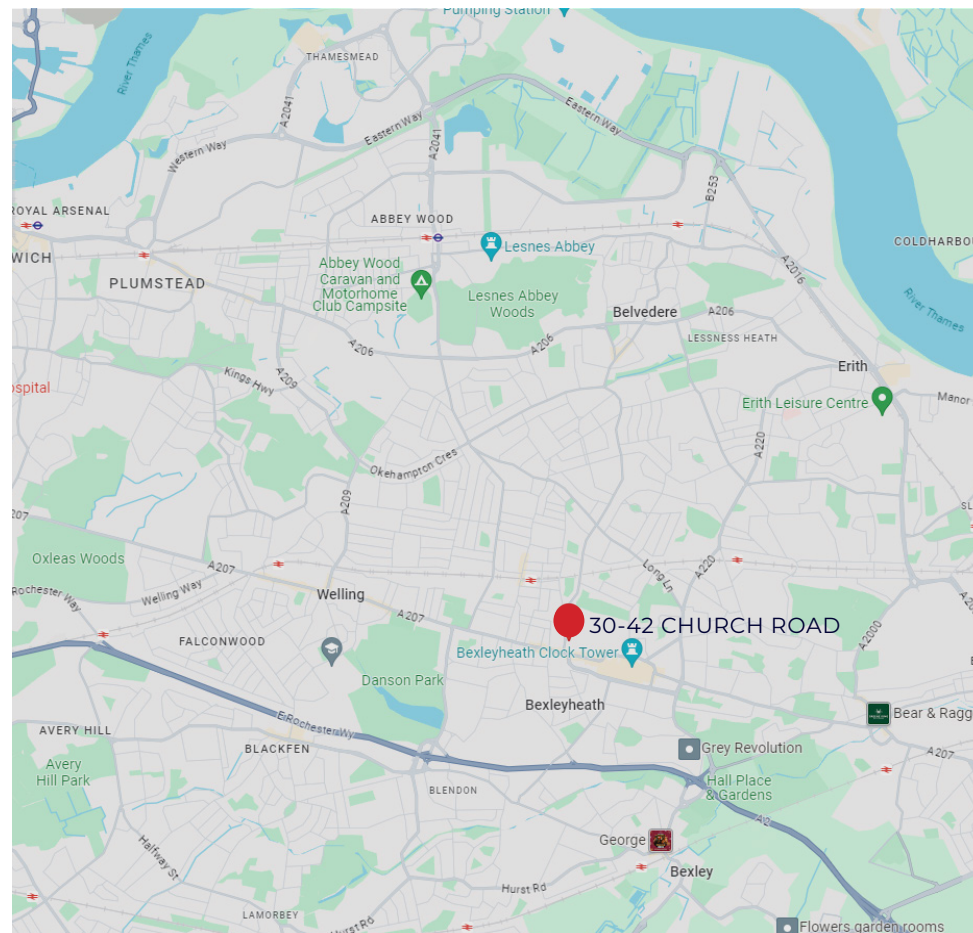 Pumping Station
River Thames
THAMESMEAD
A2041
Eastern Way
Eastern Way
Western Way
A2041
B253
ROYAL ARSENAL
ABBEY WOOD
COLDHARBOU
WICH
Lesnes Abbey
A2016
PLUMSTEAD
Abbey Wood
Caravan and
Motorhome
Club Campsite
Lesnes Abbey
Woods
River Thames
Belvedere
A206
LESSNESS HEATH
A206
A206
Erith
ospital
Kings Hwy
A209
Erith Leisure Centre
Manor
A220
Okehampton Cres
A209
SL
207
Oxleas Woods
A207
Long Ln
A220
Welling Way
Rochester Way
Welling
A207
A20
A2000
30-42 CHURCH ROAD
FALCONWOOD
Bexleyheath Clock Tower
Danson Park
Bexleyheath
Bear & Ragg
E Rochester Wy
AVERY HILL
BLACKFEN
Grey Revolution
A207
Avery
Hill Park
Hall Place
& Gardens
BLENDON
A2
George
Halfway St
Bexley
Hurst Rd
LAMORBEY
Hurst Rd
Flowers garden rooms